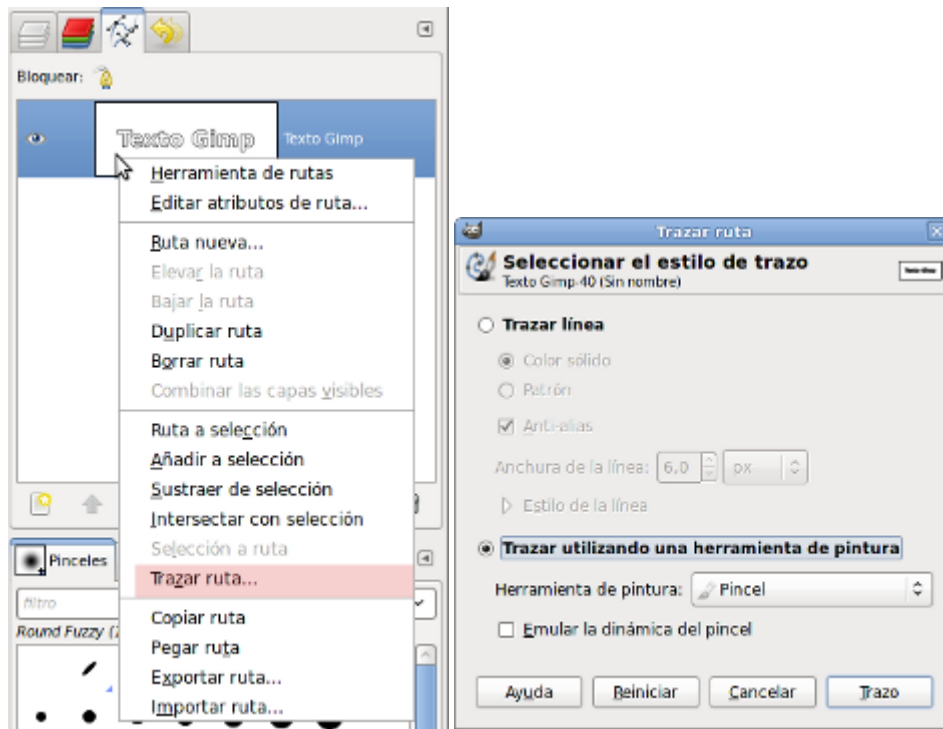 Bloquear:
Texto Gimp Texto Gimp
Herramienta de rutas
Editar atributos de ruta...
Ruta nueva...
Elevar la ruta
Bajar la ruta
Duplicar ruta
Borrar ruta
Combinar las capas visibles
Ruta a selección
Añadir a selección
Sustraer de selección
Intersectar con selección
Selección a ruta
Trazar ruta...
Copiar ruta
Pegar ruta
Exportar ruta...
Importar ruta...
Pinceles
filtro
Round Fuzzy
Trazar ruta
Seleccionar el estilo de trazo
Texto Gimp-40 (Sin nombre)
Trazar línea
Color sólido
Patrón
Anti-alias
Anchura de la línea: 6,0 px
Estilo de la línea
Trazar utilizando una herramienta de pintura
Herramienta de pintura: Pincel
Emular la dinámica del pincel
Ayuda Reiniciar Cancelar Trazo